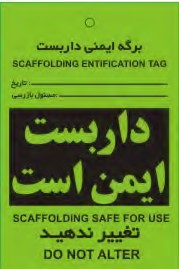 برگه ایمنی داربست
SCAFFOLDING ENTIFICATION TAG
تاریخ:
مسئول بازرسی:
داربست
ایمن است
SCAFFOLDING SAFE FOR USE
تغییر ندهید
DO NOT ALTER